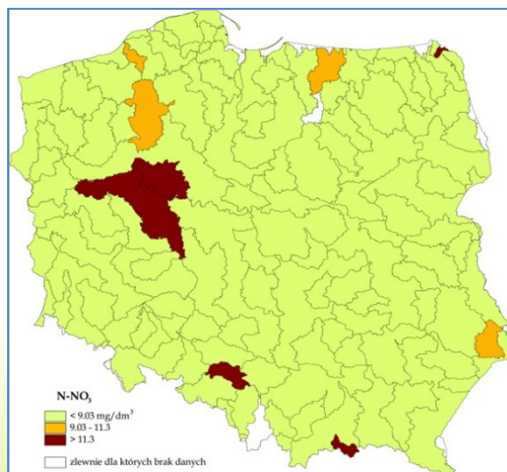 N-NO₃
< 9.03 mg/dm³
9.03 - 11.3
> 11.3
zlewnie dla których brak danych